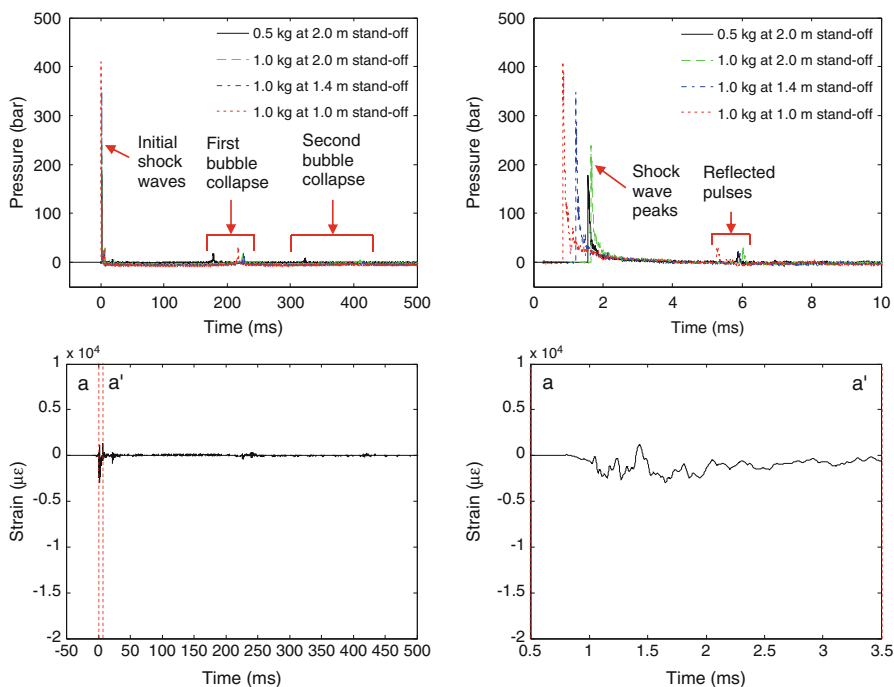 500
400
300
200
100
0
Pressure (bar)
0.5 kg at 2.0 m stand-off
1.0 kg at 2.0 m stand-off
1.0 kg at 1.4 m stand-off
1.0 kg at 1.0 m stand-off
Initial
shock
waves
First
bubble
collapse
Second
bubble
collapse
0 100 200 300 400 500
Time (ms)
500
400
300
200
100
0
Pressure (bar)
0.5 kg at 2.0 m stand-off
1.0 kg at 2.0 m stand-off
1.0 kg at 1.4 m stand-off
1.0 kg at 1.0 m stand-off
Shock
wave
peaks
Reflected
pulses
0 2 4 6 8 10
Time (ms)
x 10⁴
1
0.5
0
-0.5
-1
-1.5
-2
Strain (με)
a a'
-50 0 50 100 150 200 250 300 350 400 450 500
Time (ms)
x 10⁴
1
0.5
0
-0.5
-1
-1.5
-2
Strain (με)
a a'
0.5 1 1.5 2 2.5 3 3.5
Time (ms)